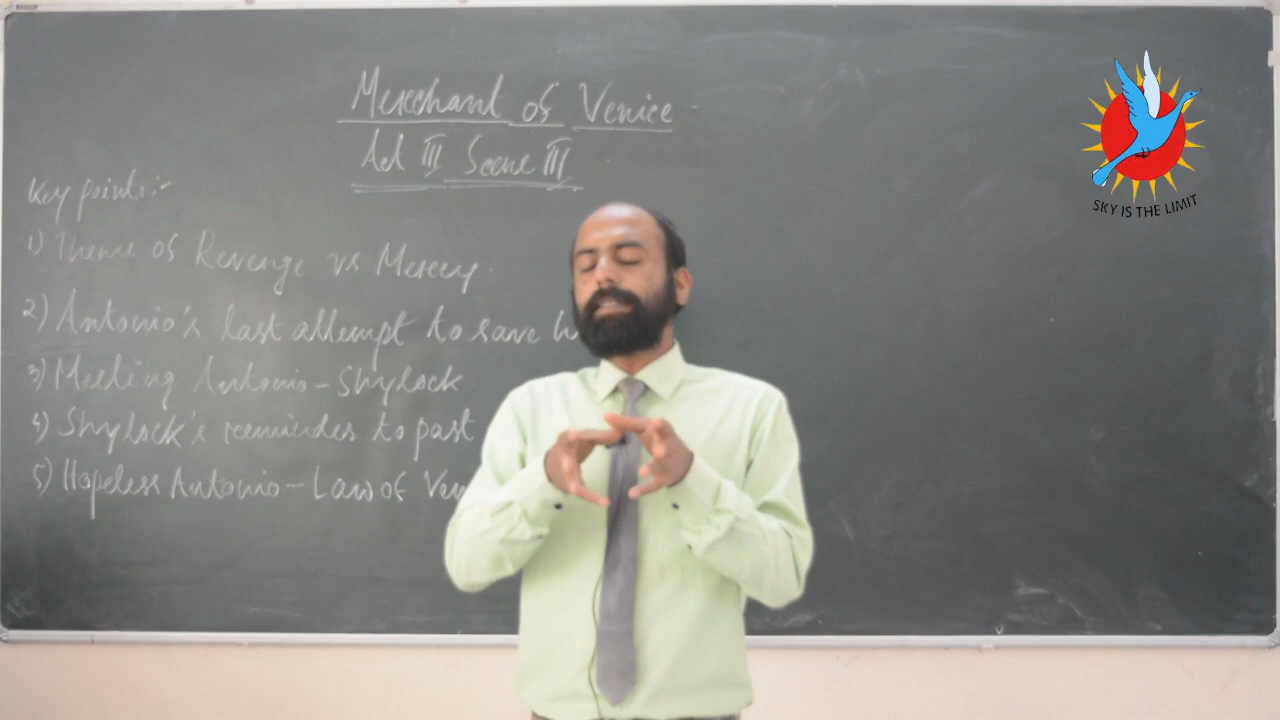 Merchant of Venice
Act III Scene III
Key points:-
1) Theme of Revenge vs Mercey.
2) Antonio's last attempt to save
3) Meeting Antonio-Shylock
4) Shylock's reminder to past
5) Hopeless Antonio - Law of Ven
SKY IS THE LIMIT